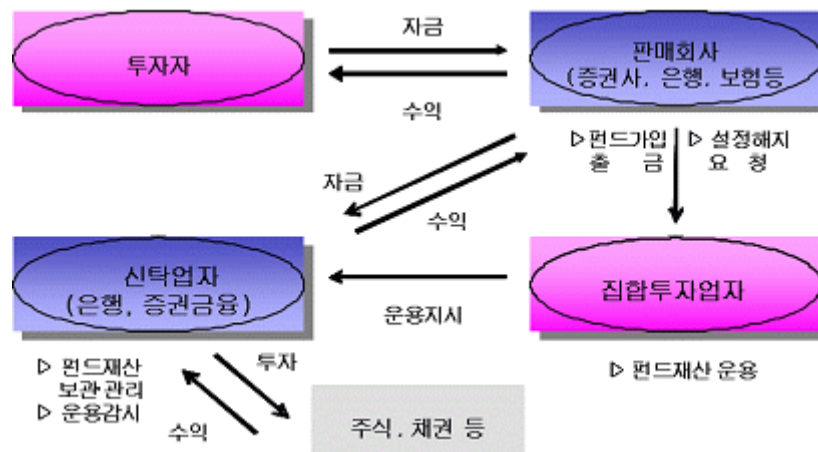 자금
투자자
판매회사
(증권사, 은행, 보험등
수익
▷펀드가입
출 금
▷ 설정해지
요 청
자금
수익
신탁업자
(은행, 증권금융)
운용지시
집합투자업자
▷ 펀드재산
보관·관리
▷ 운용감시
투자
수익
▷ 펀드재산 운용
주식, 채권 등